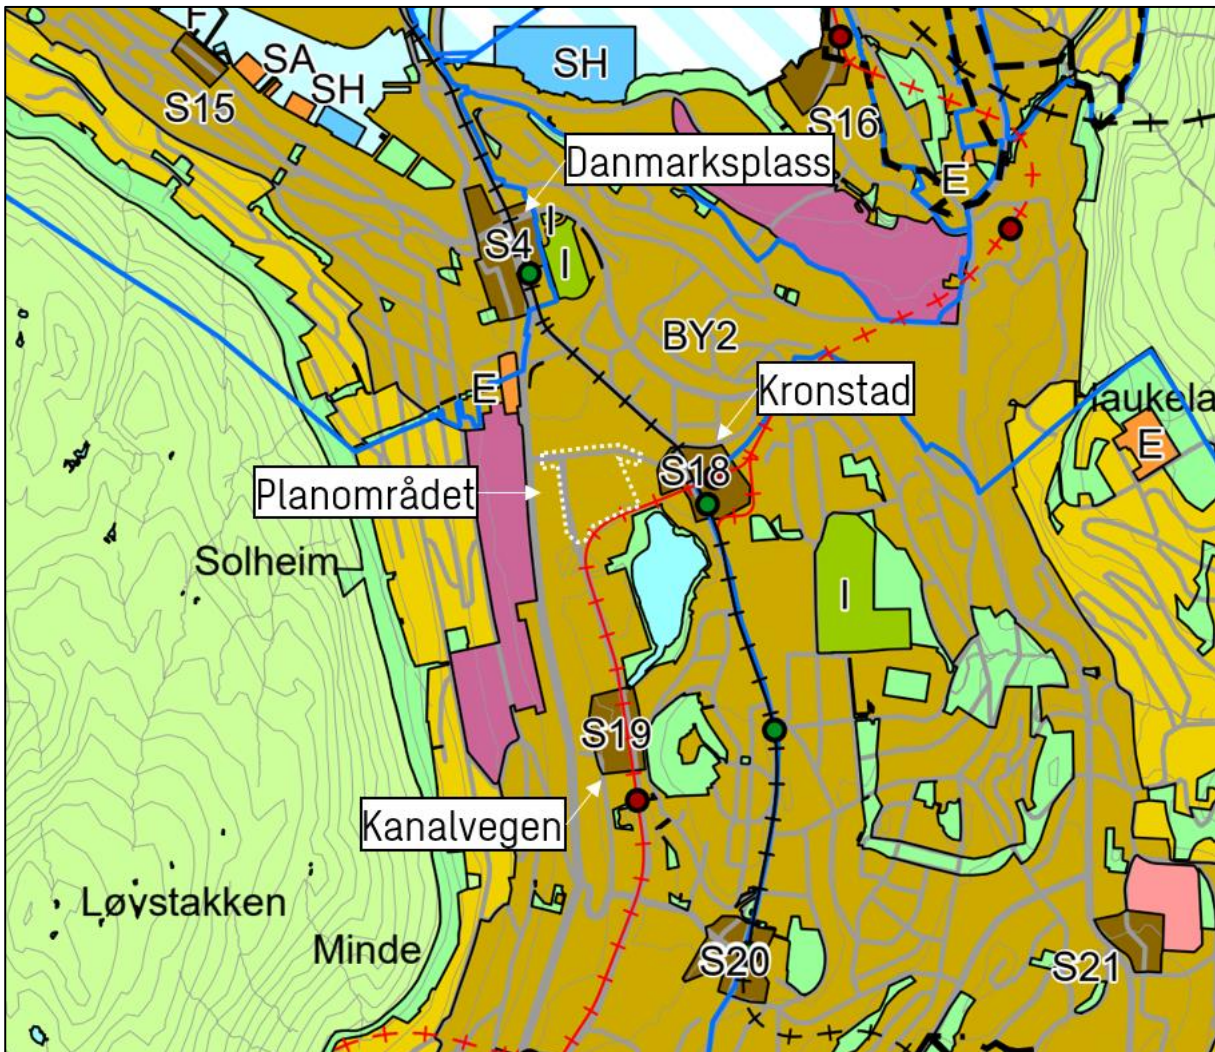 F
SA
SH
SH
S15
S16
Danmarksplass
E
I
S4
I
BY2
Kronstad
E
Haukela
E
S18
Planområdet
Solheim
I
S19
Kanalvegen
Løvstakken
Minde
S20
S21